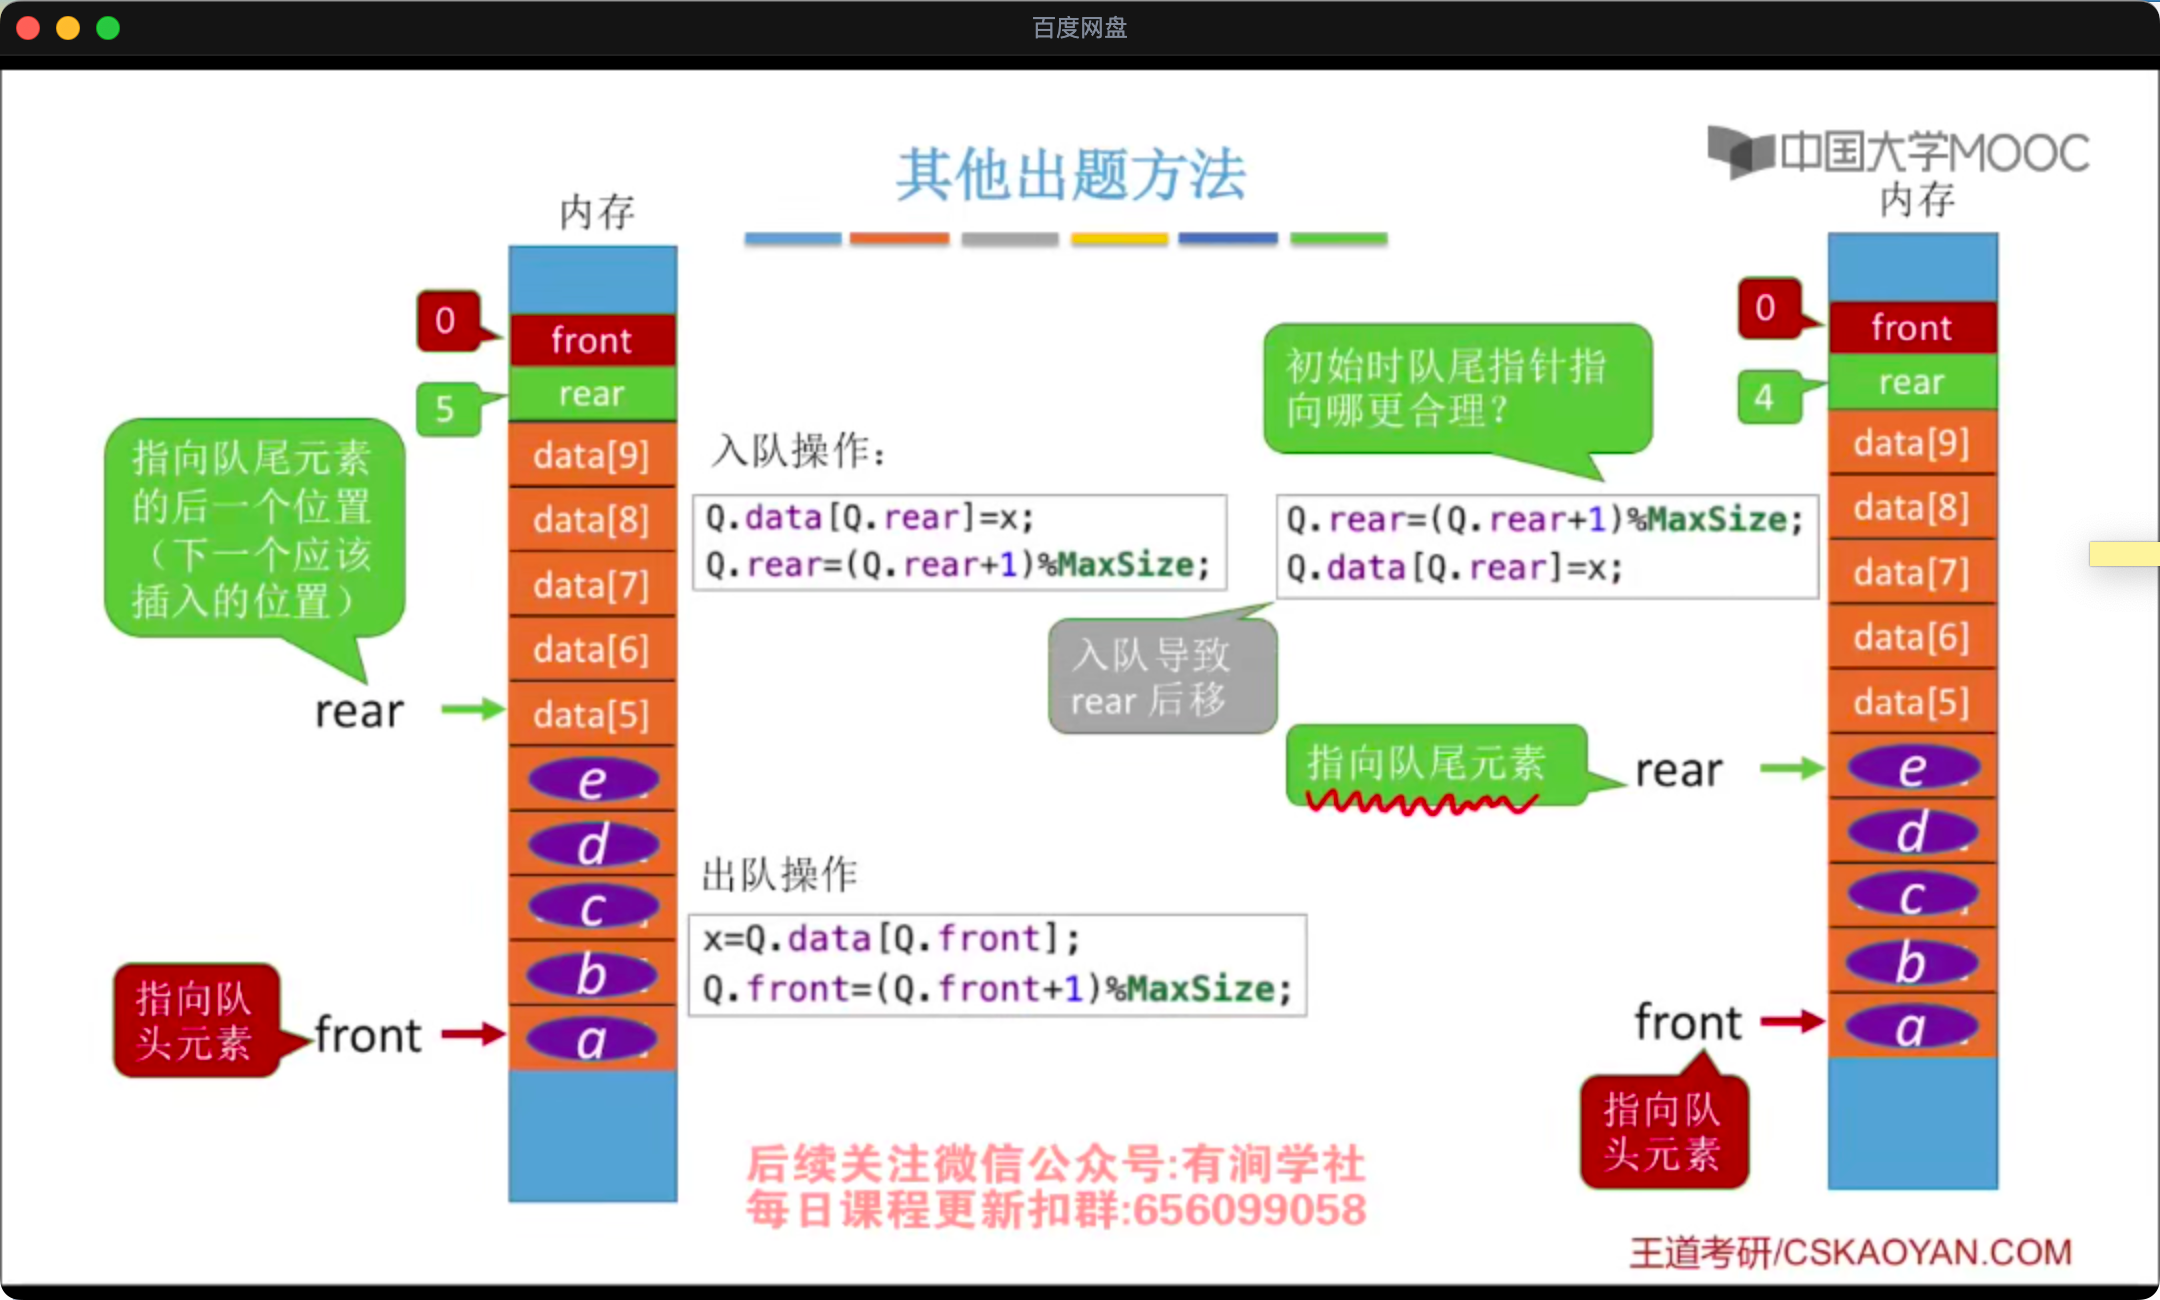 百度网盘
中国大学MOOC
其他出题方法
内存
0
front
5
rear
指向队尾元素
的后一个位置
（下一个应该
插入的位置）
data[9]
data[8]
data[7]
data[6]
rear
data[5]
e
d
c
b
指向队
头元素
front
a
入队操作：
Q.data[Q.rear]=x;
Q.rear=(Q.rear+1)%MaxSize;
出队操作
x=Q.data[Q.front];
Q.front=(Q.front+1)%MaxSize;
初始时队尾指针指
向哪更合理？
Q.rear=(Q.rear+1)%MaxSize;
Q.data[Q.rear]=x;
入队导致
rear 后移
指向队尾元素
内存
0
front
4
rear
data[9]
data[8]
data[7]
data[6]
data[5]
rear
e
d
c
b
front
a
指向队
头元素
后续关注微信公众号:有涧学社
每日课程更新扣群:656099058
王道考研/CSKAOYAN.COM